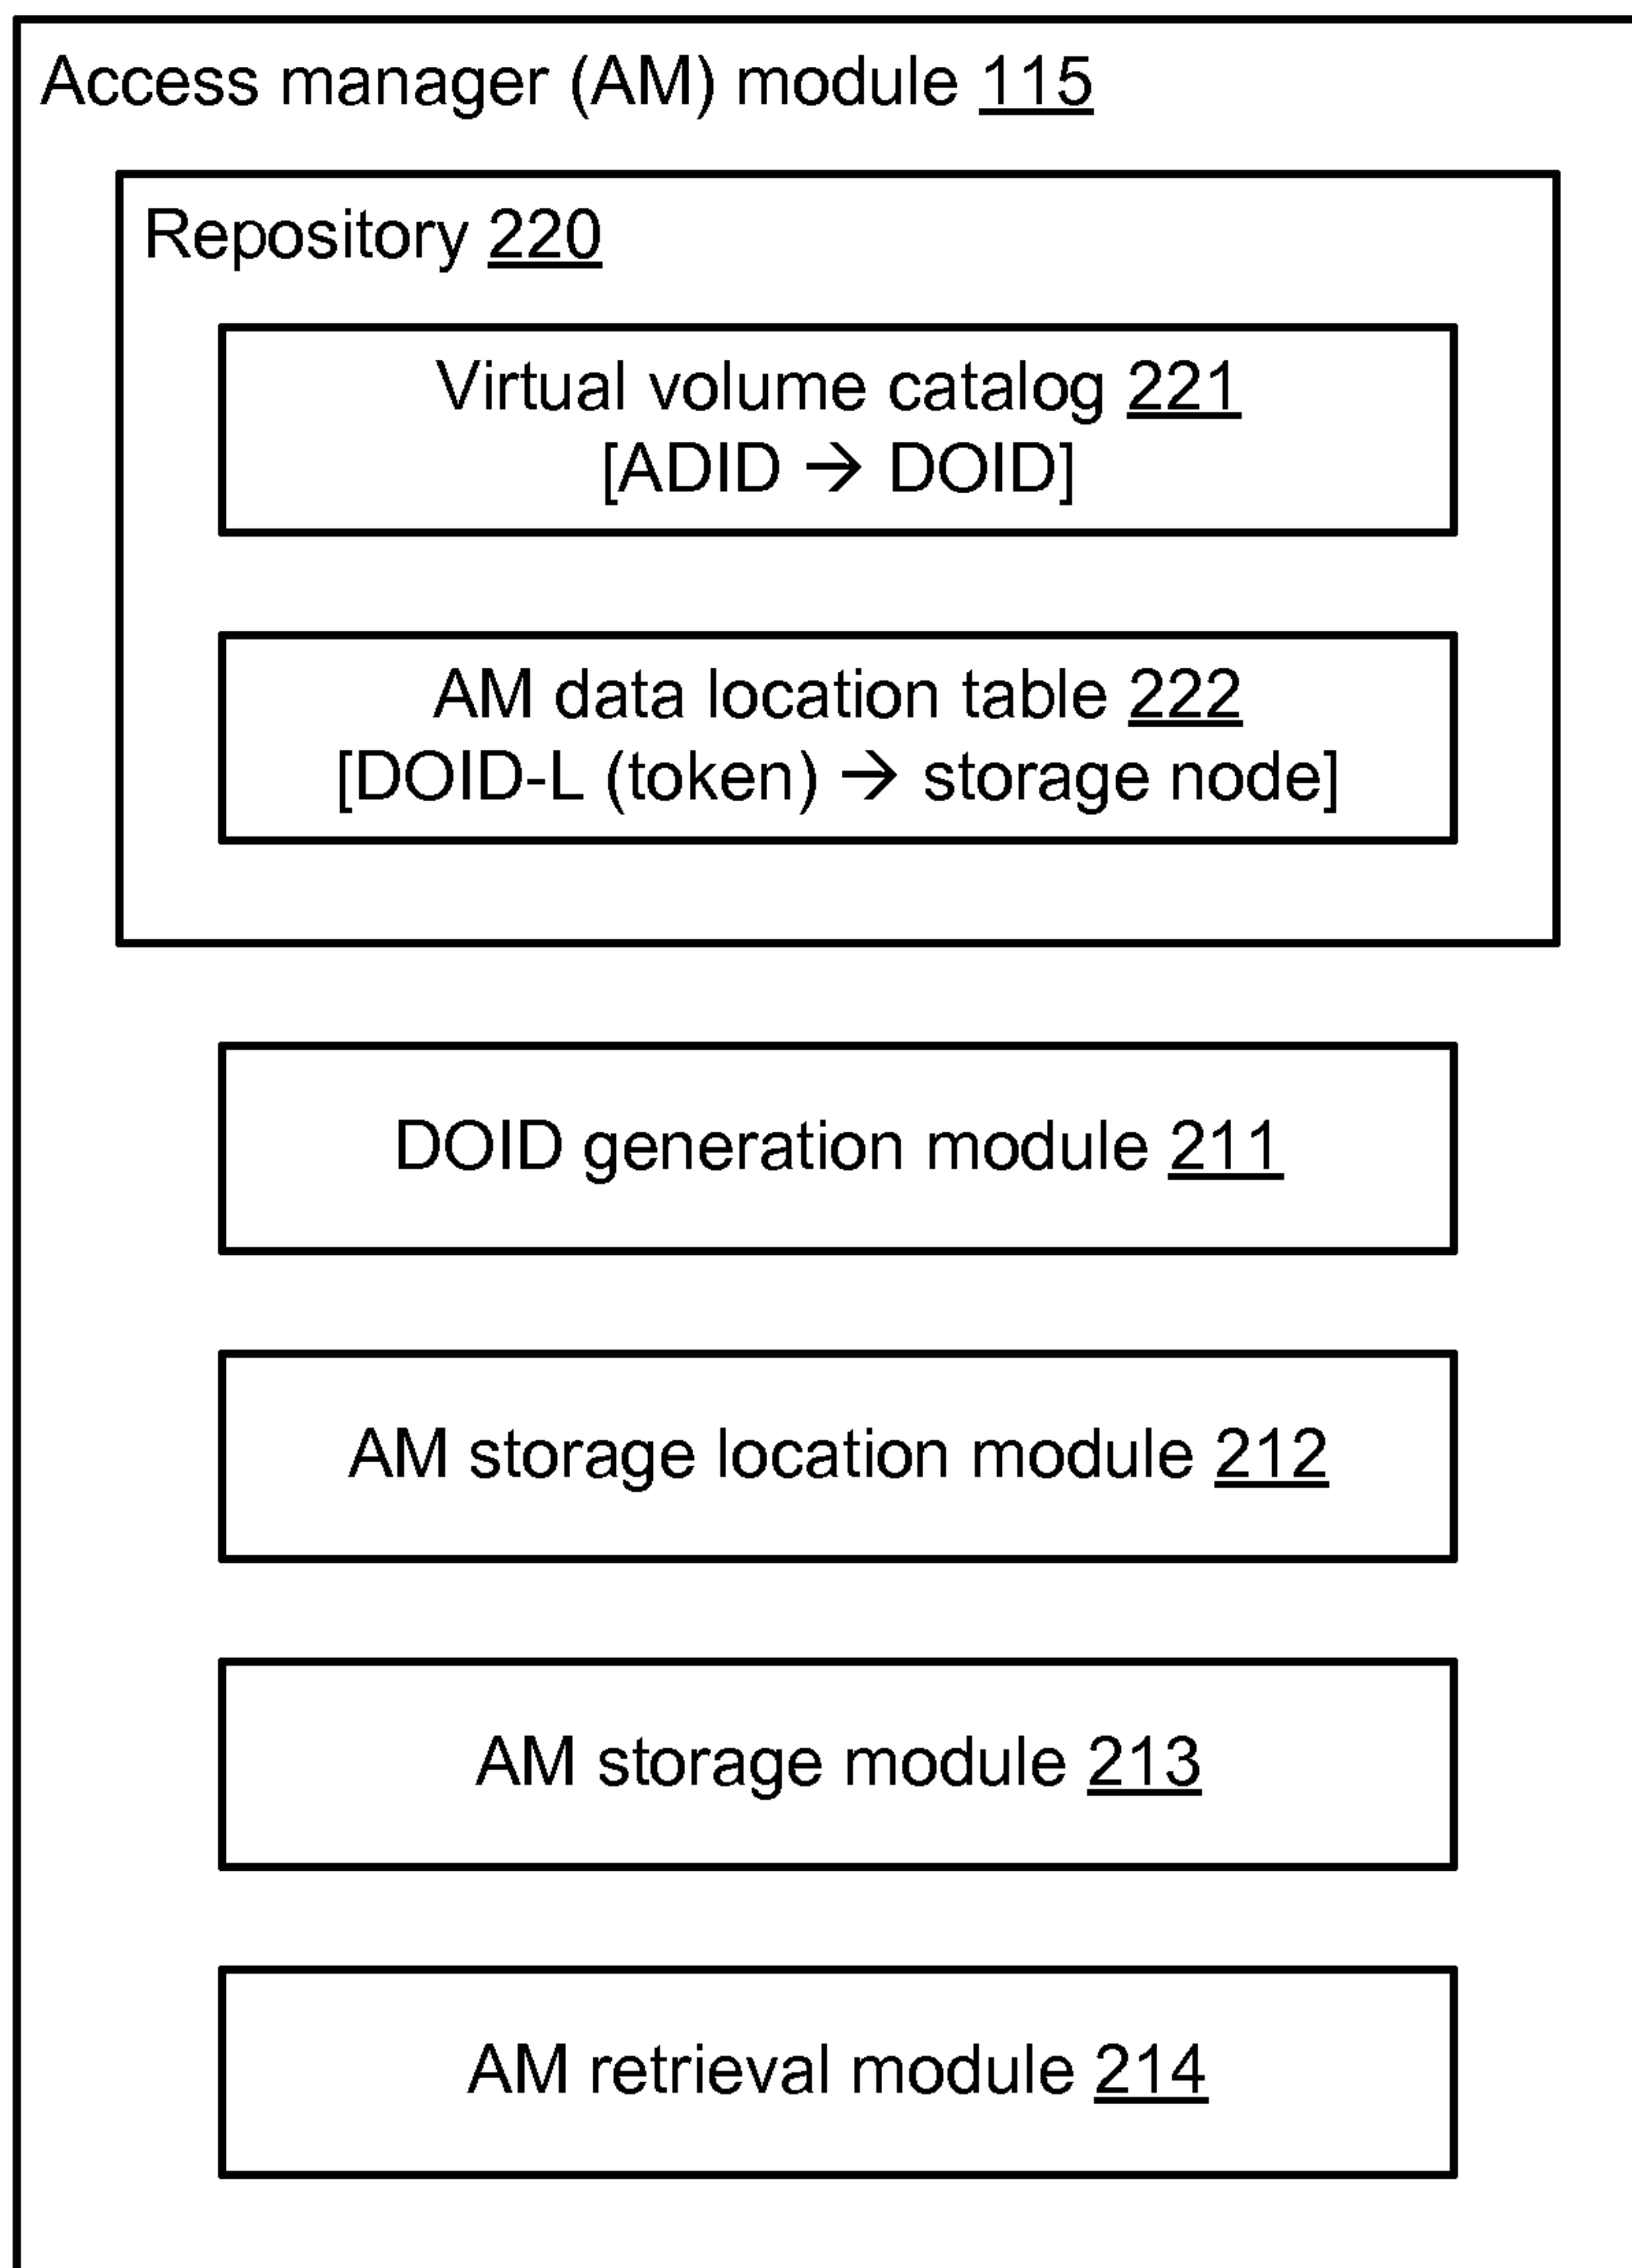 Access manager (AM) module 115
Repository 220
Virtual volume catalog 221
[ADID → DOID]
AM data location table 222
[DOID-L (token) → storage node]
DOID generation module 211
AM storage location module 212
AM storage module 213
AM retrieval module 214